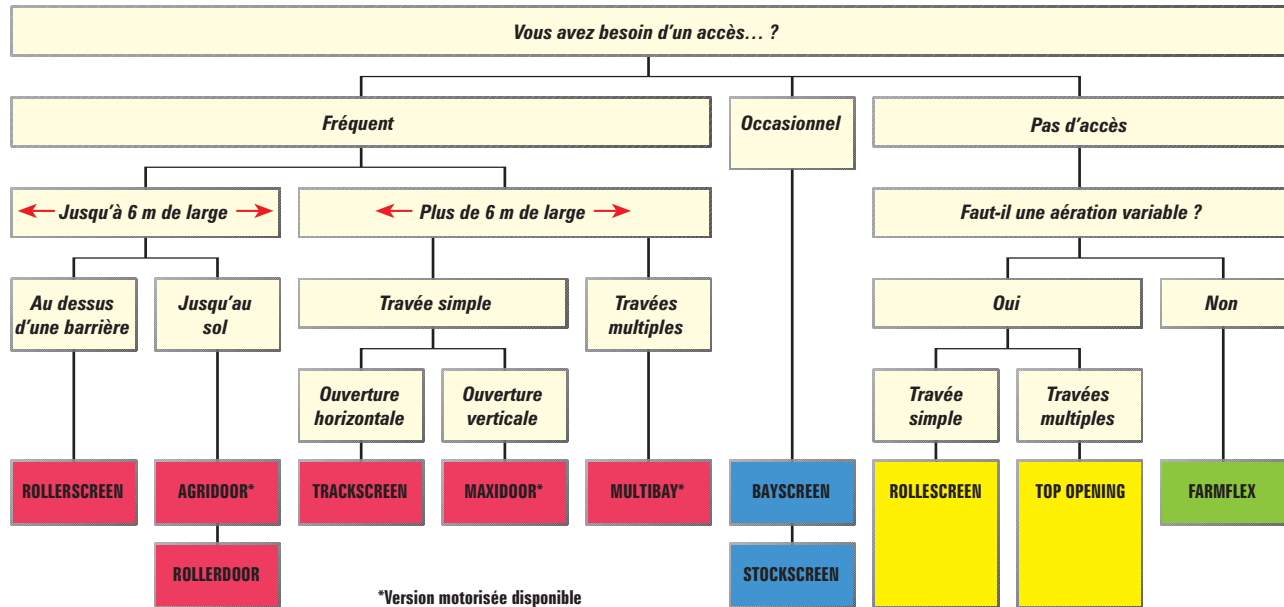 Vous avez besoin d'un accès… ?
Fréquent
Occasionnel
Pas d'accès
Jusqu'à 6 m de large
Plus de 6 m de large
Faut-il une aération variable ?
Au dessus
d'une barrière
Jusqu'au
sol
Travée simple
Travées
multiples
Oui
Non
Ouverture
horizontale
Ouverture
verticale
Travée
simple
Travées
multiples
ROLLERSCREEN
AGRIDOOR*
TRACKSCREEN
MAXIDOOR*
MULTIBAY*
BAYSCREEN
ROLLESCREEN
TOP OPENING
FARMFLEX
ROLLERDOOR
STOCKSCREEN
*Version motorisée disponible